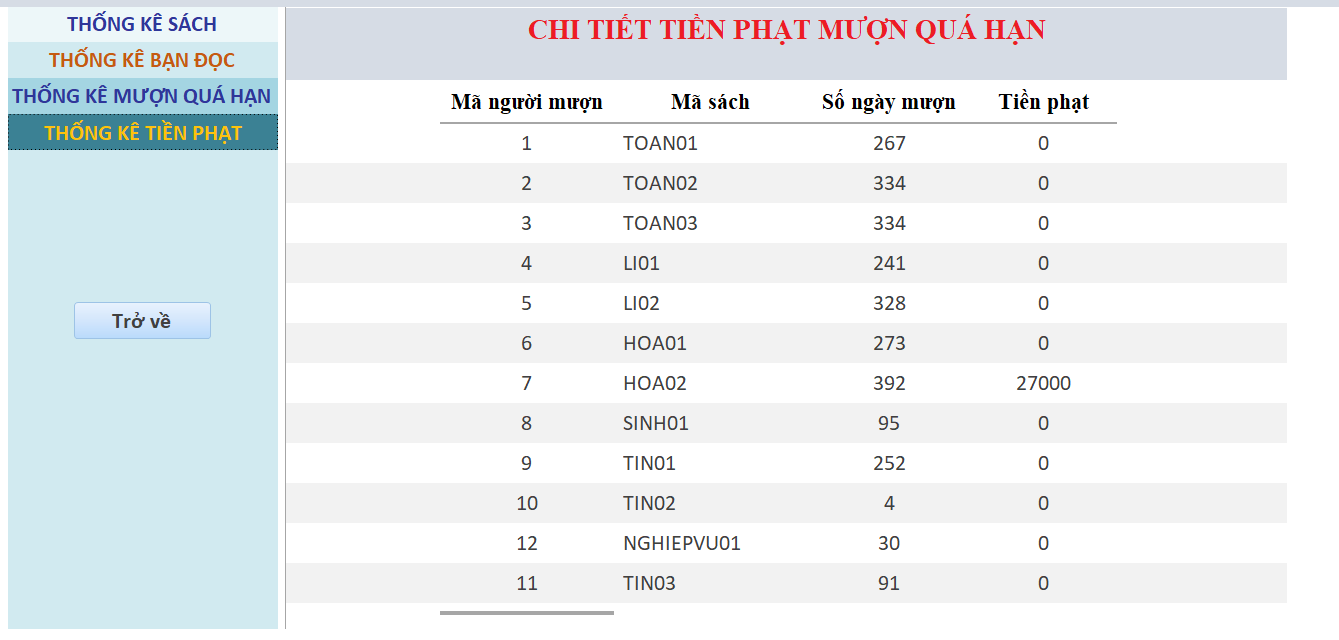 THỐNG KÊ SÁCH
THỐNG KÊ BẠN ĐỌC
THỐNG KÊ MƯỢN QUÁ HẠN
THỐNG KÊ TIỀN PHẠT
Trở về
CHI TIẾT TIỀN PHẠT MƯỢN QUÁ HẠN
Mã người mượn Mã sách Số ngày mượn Tiền phạt
1 TOAN01 267 0
2 TOAN02 334 0
3 TOAN03 334 0
4 LI01 241 0
5 LI02 328 0
6 HOA01 273 0
7 HOA02 392 27000
8 SINH01 95 0
9 TIN01 252 0
10 TIN02 4 0
12 NGHIEPVU01 30 0
11 TIN03 91 0